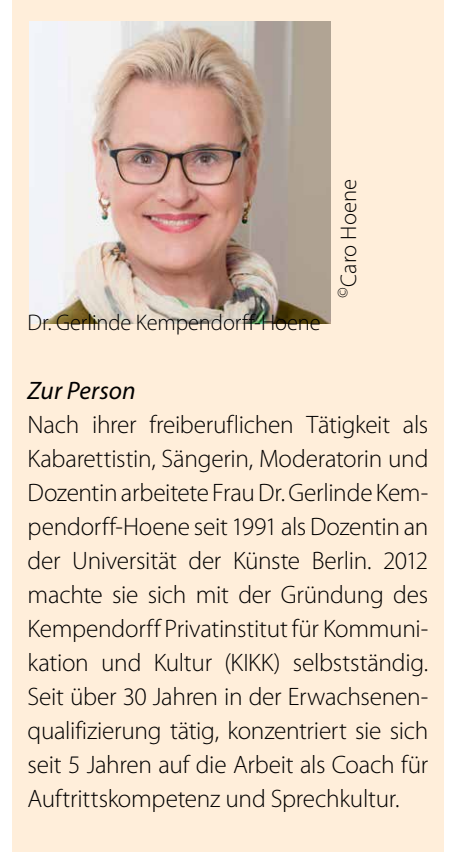 ©Caro Hoene
Dr. Gerlinde Kempendorff-Hoene
Zur Person
Nach ihrer freiberuflichen Tätigkeit als
Kabarettistin, Sängerin, Moderatorin und
Dozentin arbeitete Frau Dr. Gerlinde Kem-
pendorff-Hoene seit 1991 als Dozentin an
der Universität der Künste Berlin. 2012
machte sie sich mit der Gründung des
Kempendorff Privatinstitut für Kommuni-
kation und Kultur (KIKK) selbstständig.
Seit über 30 Jahren in der Erwachsenen-
qualifizierung tätig, konzentriert sie sich
seit 5 Jahren auf die Arbeit als Coach für
Auftrittskompetenz und Sprechkultur.